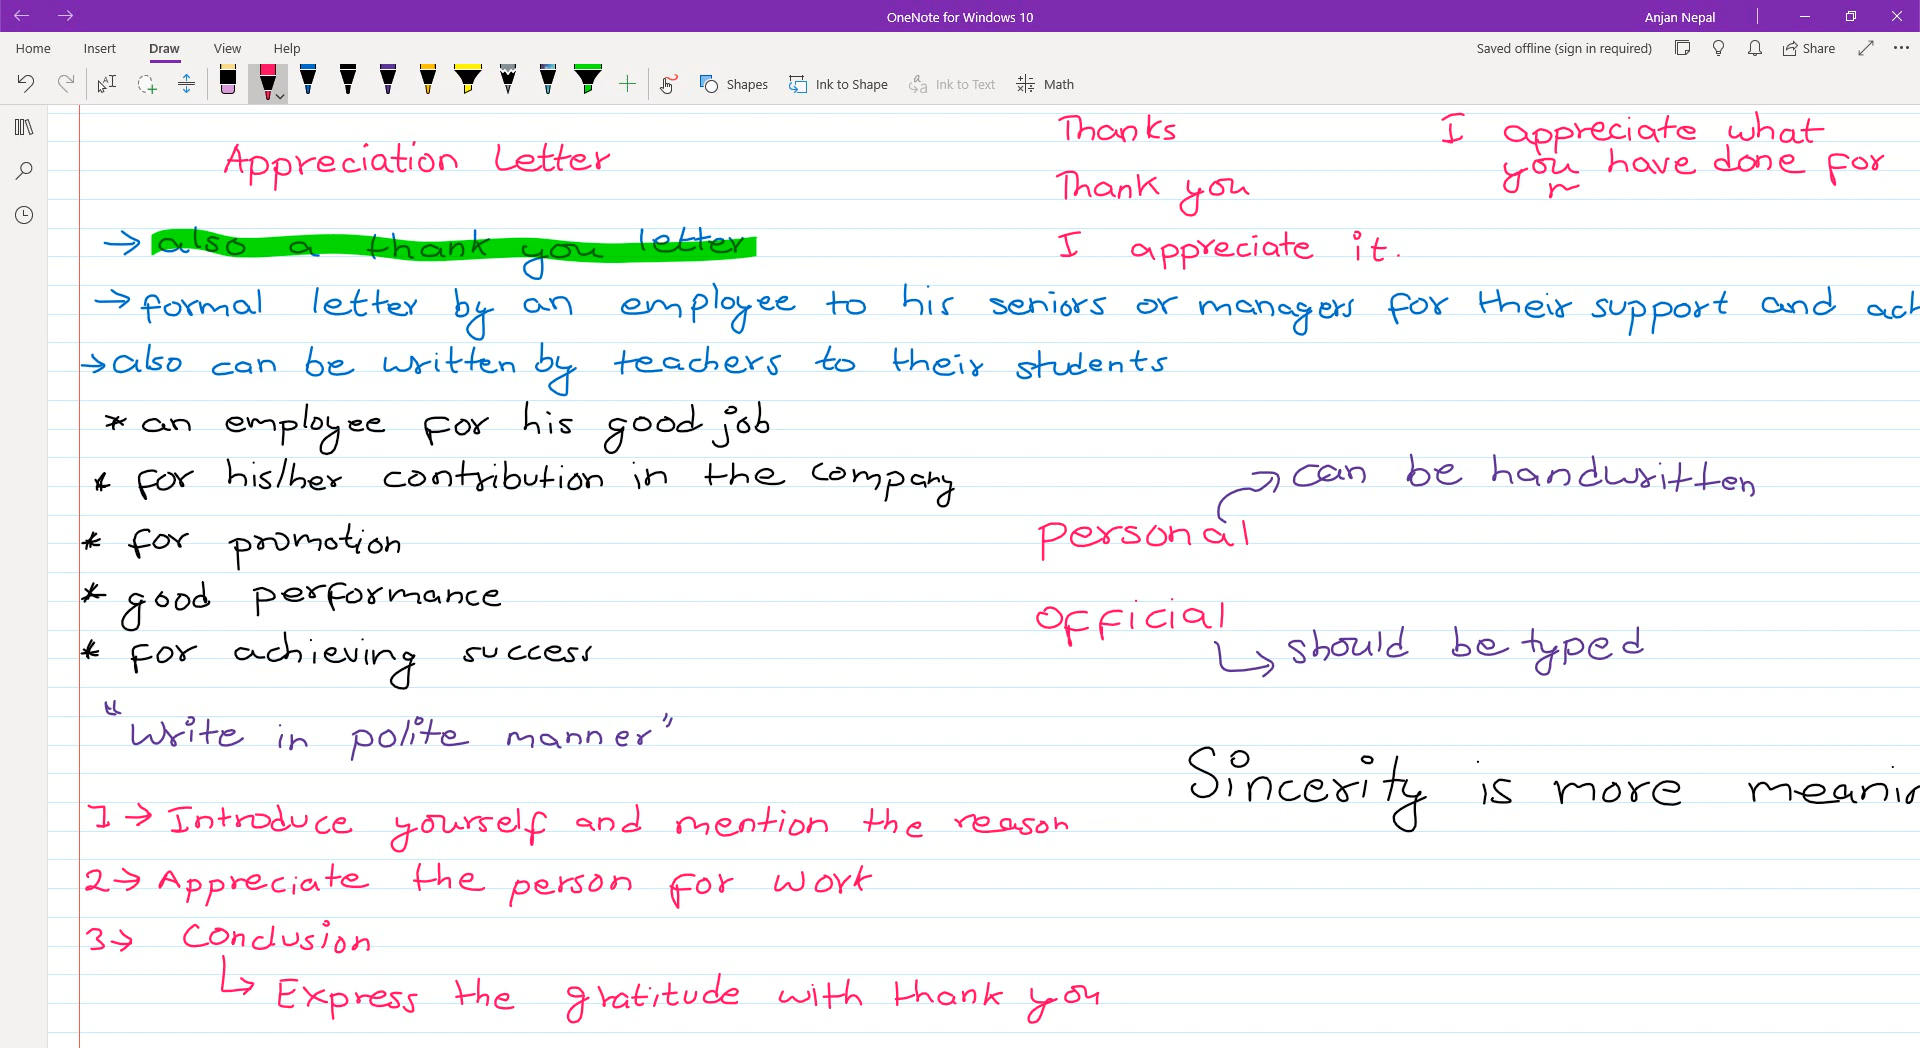 OneNote for Windows 10
Anjan Nepal
Home Insert Draw View Help
Saved offline (sign in required) Share
Shapes Ink to Shape Ink to Text Math
Appreciation Letter
Thanks
Thank you
I appreciate it.
I appreciate what
you have done for
→ also a thank you letter
→ formal letter by an employee to his seniors or managers for their support and ach
→ also can be written by teachers to their students
* an employee for his good job
* for his/her contribution in the company
* for promotion
* good performance
* for achieving success
Personal
→ can be handwritten
Official
↳ should be typed
"Write in polite manner"
Sincerity is more meanin
1 → Introduce yourself and mention the reason
2 → Appreciate the person for work
3 → Conclusion
↳ Express the gratitude with thank you